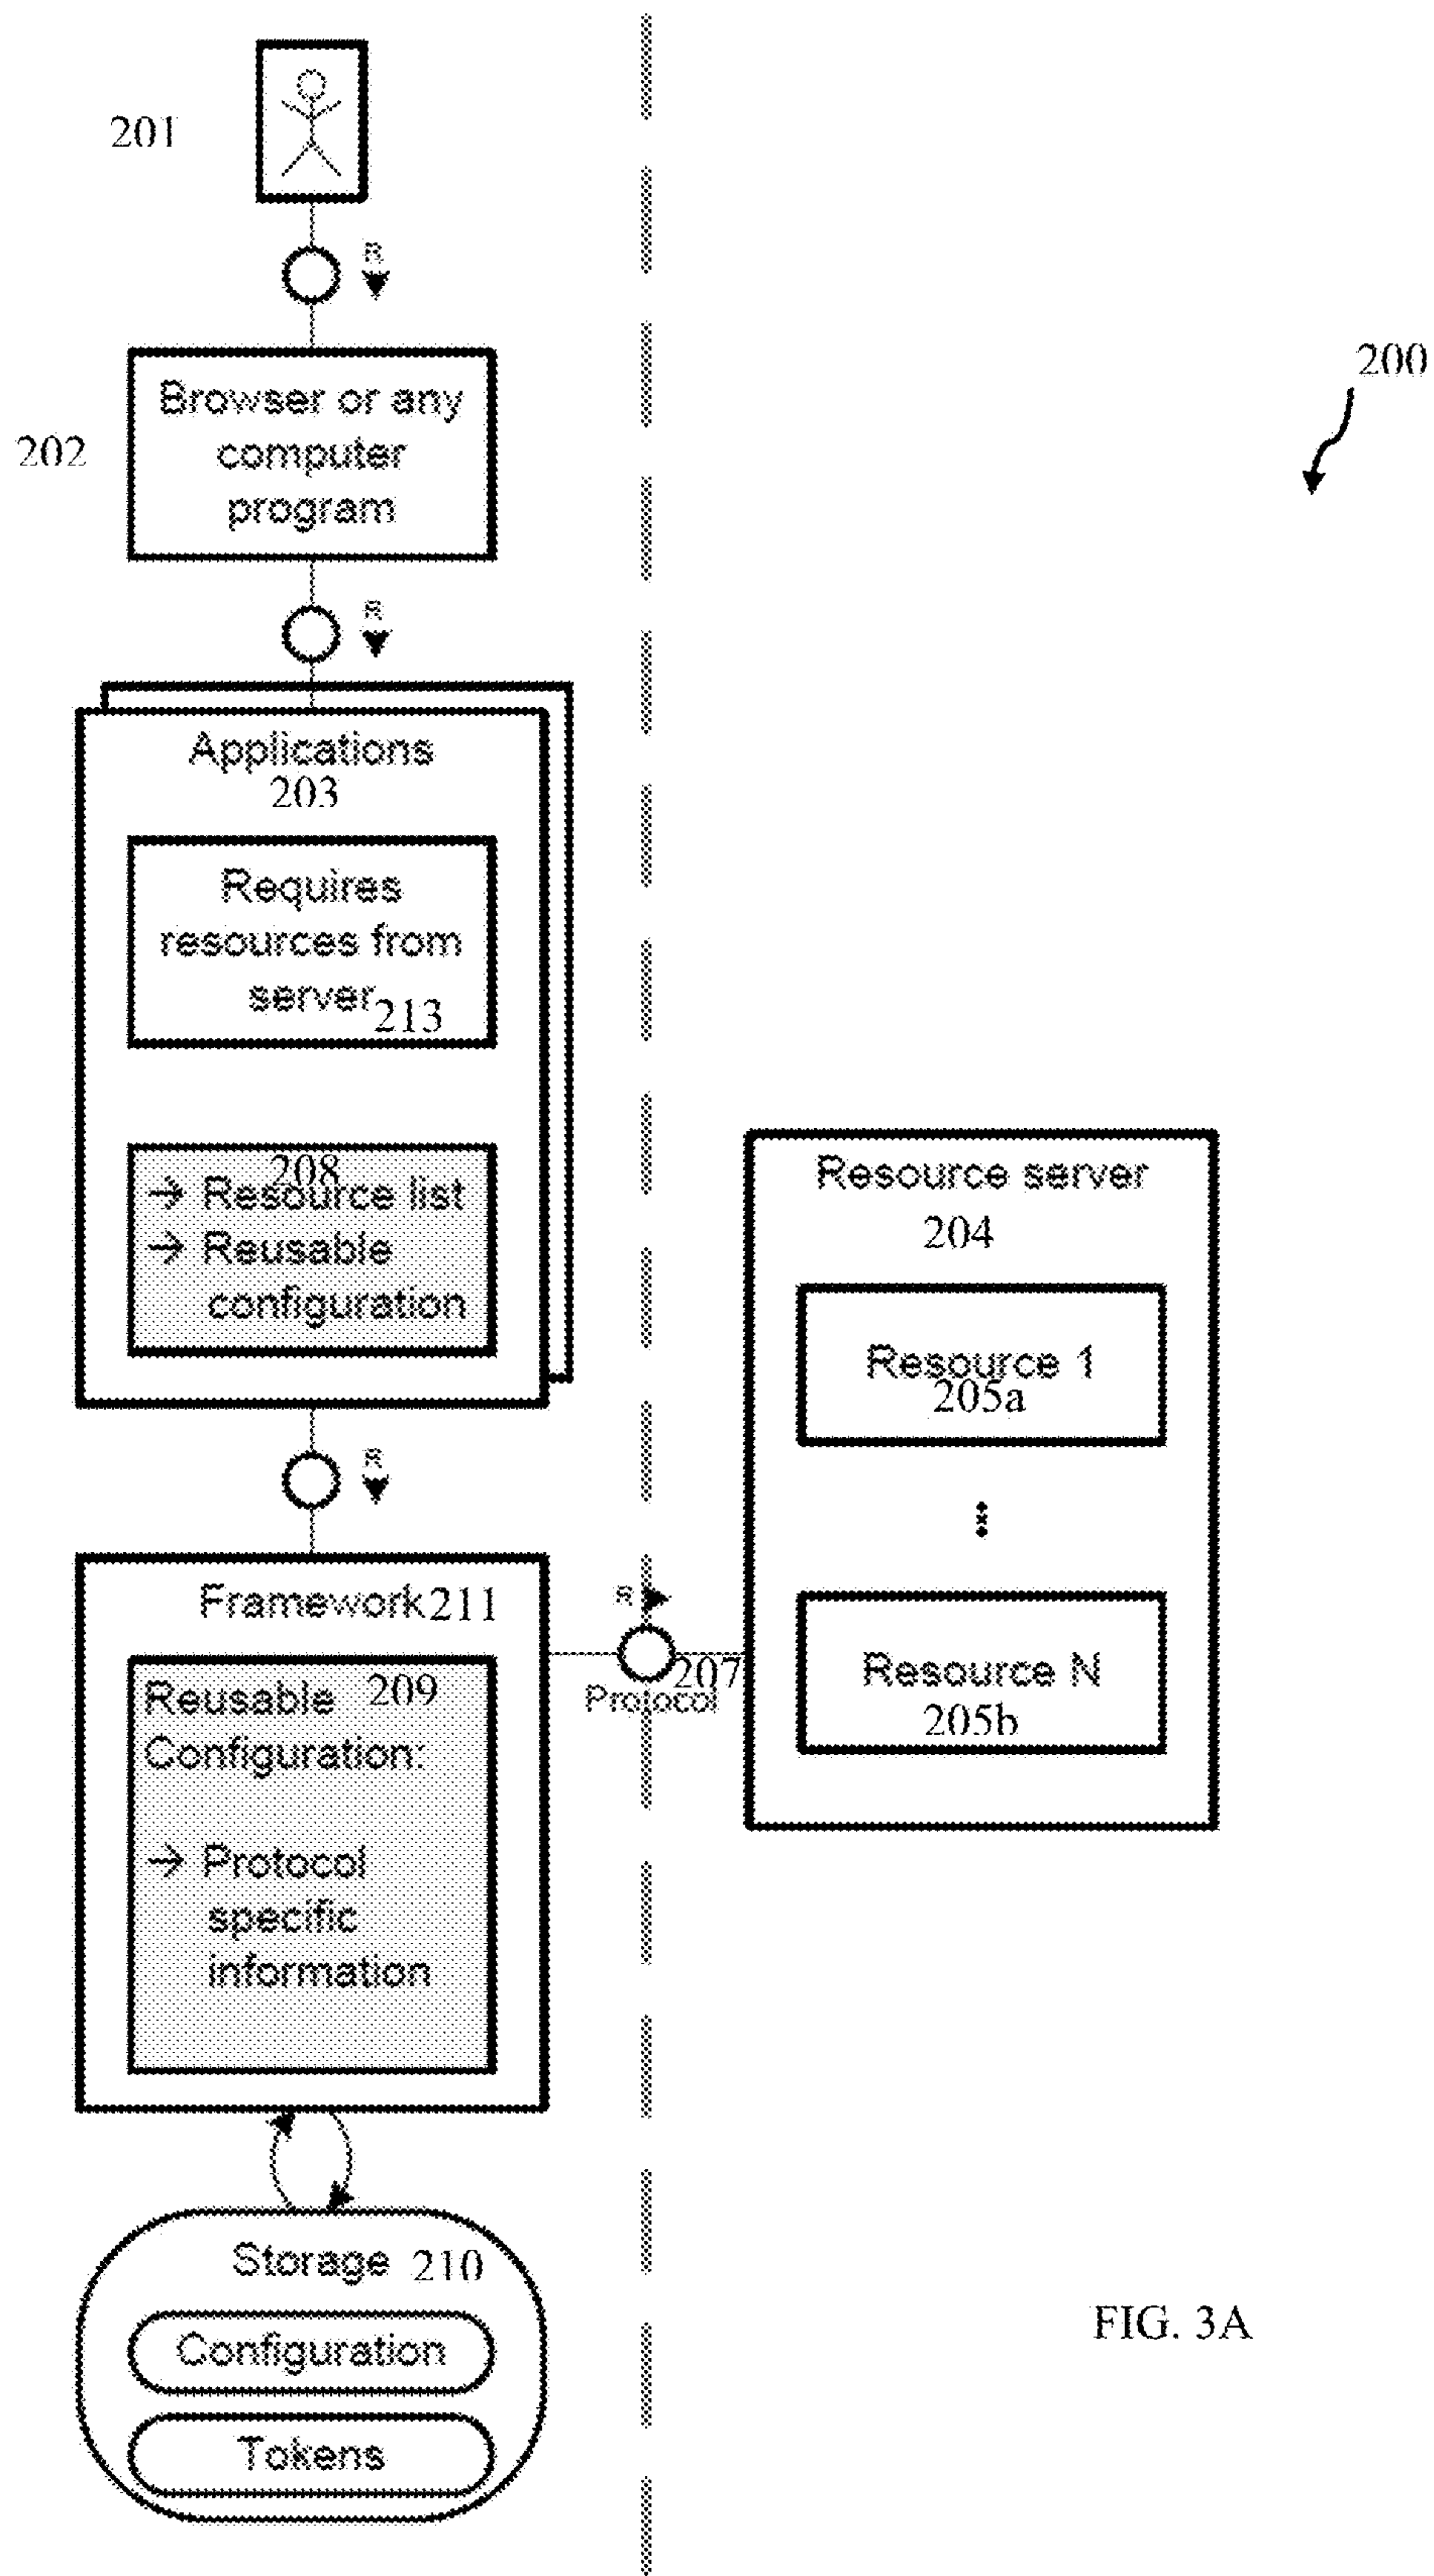 201
R
200
Browser or any
computer
program
202
R
Applications
203
Requires
resources from
server 213
208
→ Resource list
→ Reusable
configuration
Resource server
204
Resource 1
205a
R
Framework 211
R
207
Protocol
Resource N
205b
Reusable 209
Configuration:
→ Protocol
specific
information
Storage 210
Configuration
Tokens
FIG. 3A